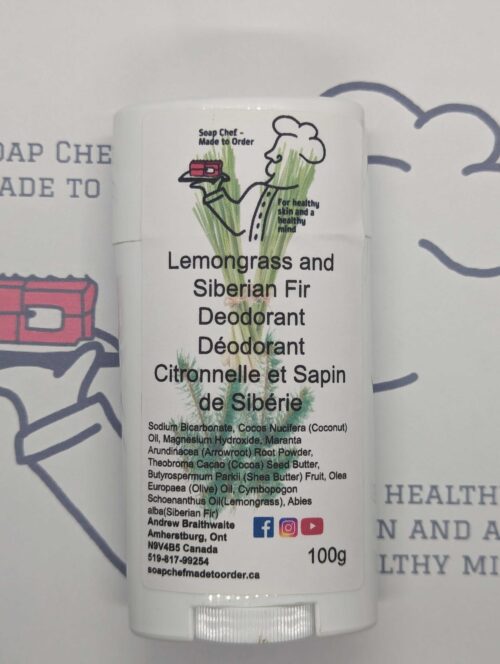 Soap Chef -
Made to Order
For healthy
skin and a
healthy
mind
Lemongrass and
Siberian Fir
Deodorant
Déodorant
Citronnelle et Sapin
de Sibérie
Sodium Bicarbonate, Cocos Nucifera (Coconut)
Oil, Magnesium Hydroxide, Maranta
Arundinacea (Arrowroot) Root Powder,
Theobroma Cacao (Cocoa) Seed Butter,
Butyrospermum Parkii (Shea Butter) Fruit, Olea
Europaea (Olive) Oil, Cymbopogon
Schoenanthus Oil(Lemongrass), Abies
alba(Siberian Fir)
Andrew Braithwaite
Amherstburg, Ont
N9V4B5 Canada
519-817-99254
soapchefmadetoorder.ca
100g
OAP CHE
ADE TO
HEALTH
N AND A
LTHY MI